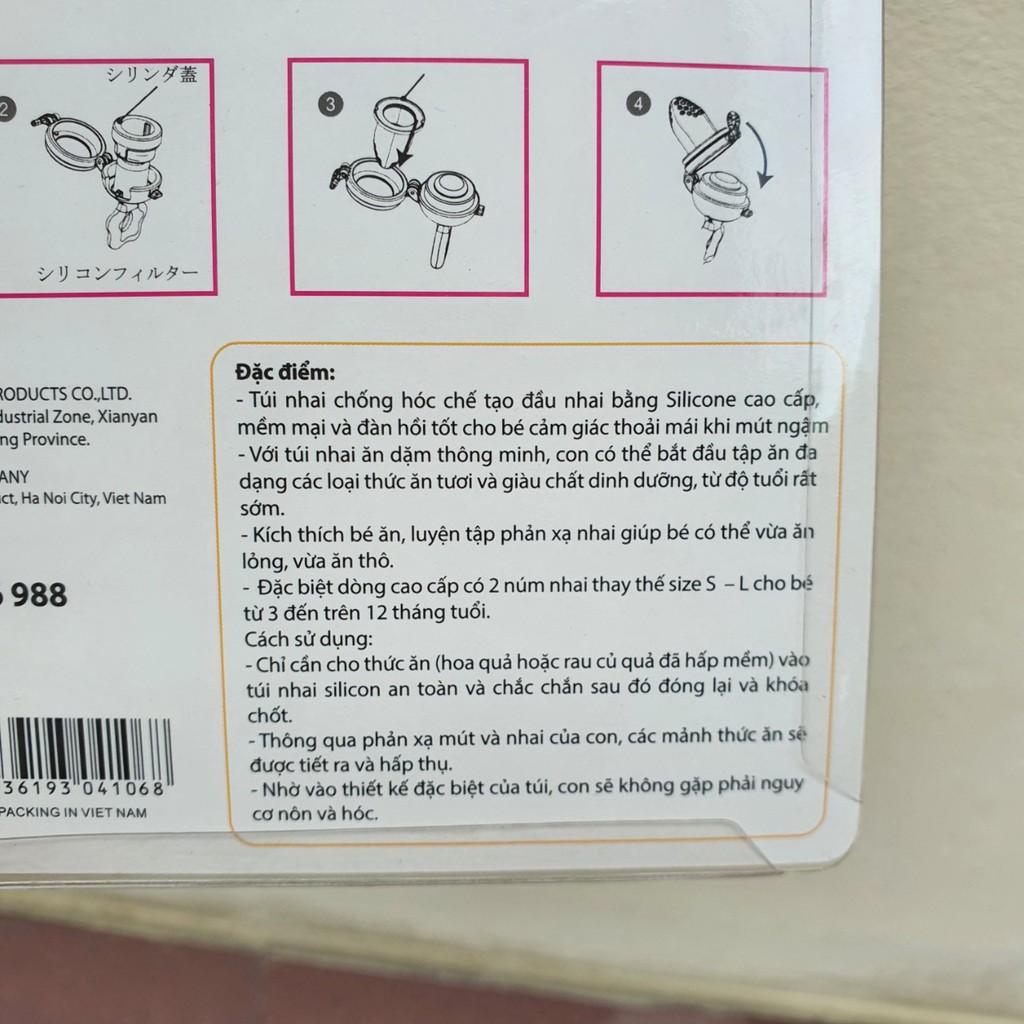 2
シリンダ蓋
シリコンフィルター
3
4
RODUCTS CO.,LTD.
dustrial Zone, Xianyan
ng Province.
ANY
ict, Ha Noi City, Viet Nam
988
36193 041068
PACKING IN VIET NAM
Đặc điểm:
- Túi nhai chống hóc chế tạo đầu nhai bằng Silicone cao cấp,
mềm mại và đàn hồi tốt cho bé cảm giác thoải mái khi mút ngậm
- Với túi nhai ăn dặm thông minh, con có thể bắt đầu tập ăn đa
dạng các loại thức ăn tươi và giàu chất dinh dưỡng, từ độ tuổi rất
sớm.
- Kích thích bé ăn, luyện tập phản xạ nhai giúp bé có thể vừa ăn
lỏng, vừa ăn thô.
- Đặc biệt dòng cao cấp có 2 núm nhai thay thế size S – L cho bé
từ 3 đến trên 12 tháng tuổi.
Cách sử dụng:
- Chỉ cần cho thức ăn (hoa quả hoặc rau củ quả đã hấp mềm) vào
túi nhai silicon an toàn và chắc chắn sau đó đóng lại và khóa
chốt.
- Thông qua phản xạ mút và nhai của con, các mảnh thức ăn sẽ
được tiết ra và hấp thụ.
- Nhờ vào thiết kế đặc biệt của túi, con sẽ không gặp phải nguy
cơ nôn và hóc.